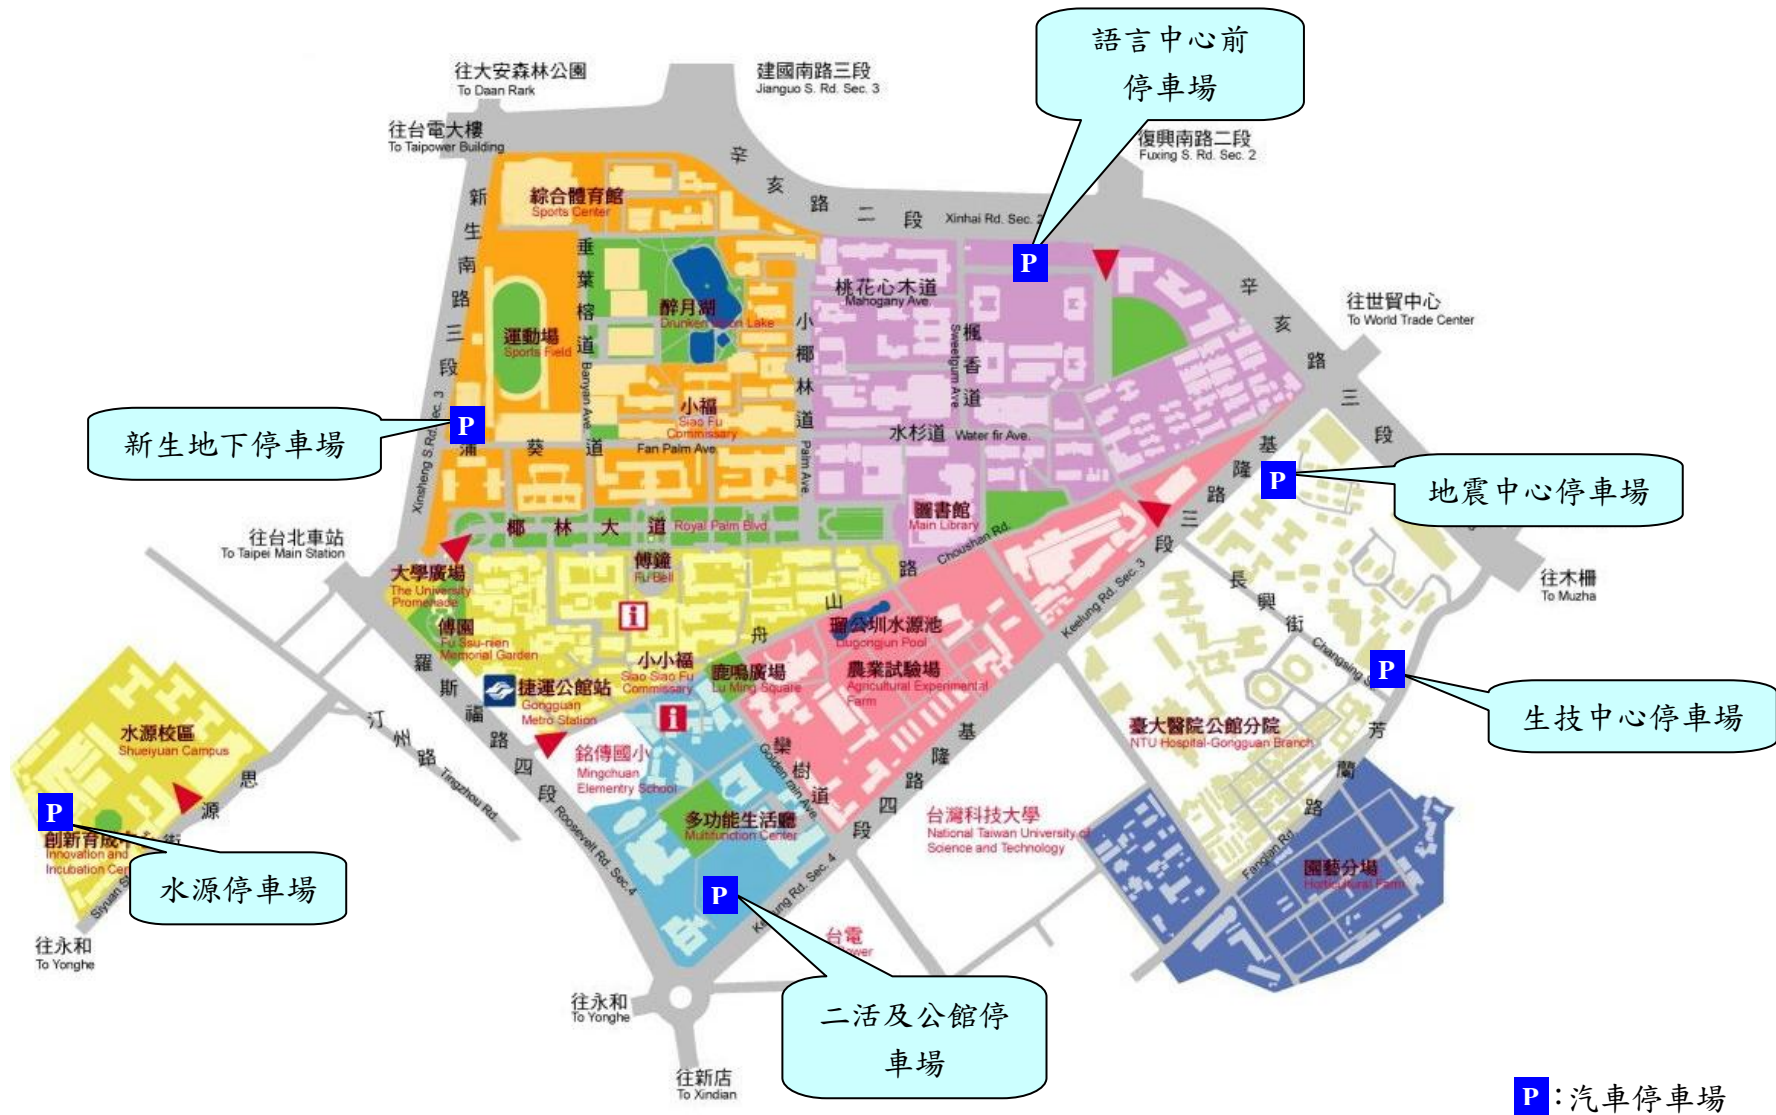 語言中心前
停車場
往大安森林公園
To Daan Rark
建國南路三段
Jianguo S. Rd. Sec. 3
往台電大樓
To Taipower Building
復興南路二段
Fuxing S. Rd. Sec. 2
辛亥路二段
Xinhai Rd. Sec. 2
綜合體育館
Sports Center
新生南路三段
Xinsheng S. Rd. Sec. 3
垂葉榕道
Banyan Ave.
醉月湖
Drunken Moon Lake
運動場
Sports Field
小椰林道
Palm Ave.
桃花心木道
Mahogany Ave.
楓香道
Sweetgum Ave.
P
辛亥路三段
往世貿中心
To World Trade Center
新生地下停車場
P
小福
Siao Fu
Commissary
蒲葵道
Fan Palm Ave.
水杉道 Water fir Ave.
基隆路三段
Keelung Rd. Sec. 3
P
地震中心停車場
圖書館
Main Library
椰林大道 Royal Palm Blvd.
往台北車站
To Taipei Main Station
大學廣場
The University
Promenade
傅鐘
Fu Bell
i
舟山路
Choushan Rd.
瑠公圳水源池
Liugongjun Pool
長興街
Changsing S
往木柵
To Muzha
傅園
Fu Ssu-nien
Memorial Garden
小小福
Siao Siao Fu
Commissary
鹿鳴廣場
Lu Ming Square
農業試驗場
Agricultural Experimental
Farm
P
生技中心停車場
捷運公館站
Gongguan
Metro Station
i
臺大醫院公館分院
NTU Hospital-Gongguan Branch
水源校區
Shueiyuan Campus
汀州路
Tingzhou Rd.
羅斯福路四段
Roosevelt Rd. Sec.4
銘傳國小
Mingchuan
Elementry School
欒樹道
Golden rain Ave.
基隆路四段
Keelung Rd. Sec. 4
多功能生活廳
Multifunction Center
台灣科技大學
National Taiwan University of
Science and Technology
芳蘭路
Fanglan Rd.
園藝分場
Horticultural Farm
P
思源街
Siyuan S
創新育成中
Innovation and
Incubation Cen
水源停車場
P
台電
ower
往永和
To Yonghe
往永和
To Yonghe
二活及公館停
車場
往新店
To Xindian
P:汽車停車場